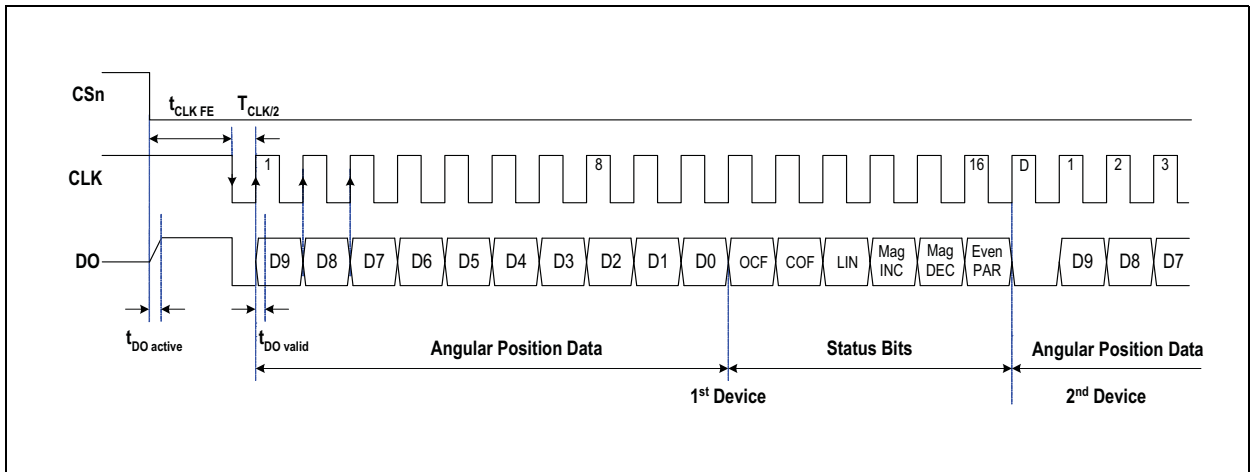 CSn
tCLK FE
TCLK/2
CLK
1
8
16
D
1
2
3
DO
D9
D8
D7
D6
D5
D4
D3
D2
D1
D0
OCF
COF
LIN
Mag
INC
Mag
DEC
Even
PAR
D9
D8
D7
tDO active
tDO valid
Angular Position Data
Status Bits
Angular Position Data
1st Device
2nd Device